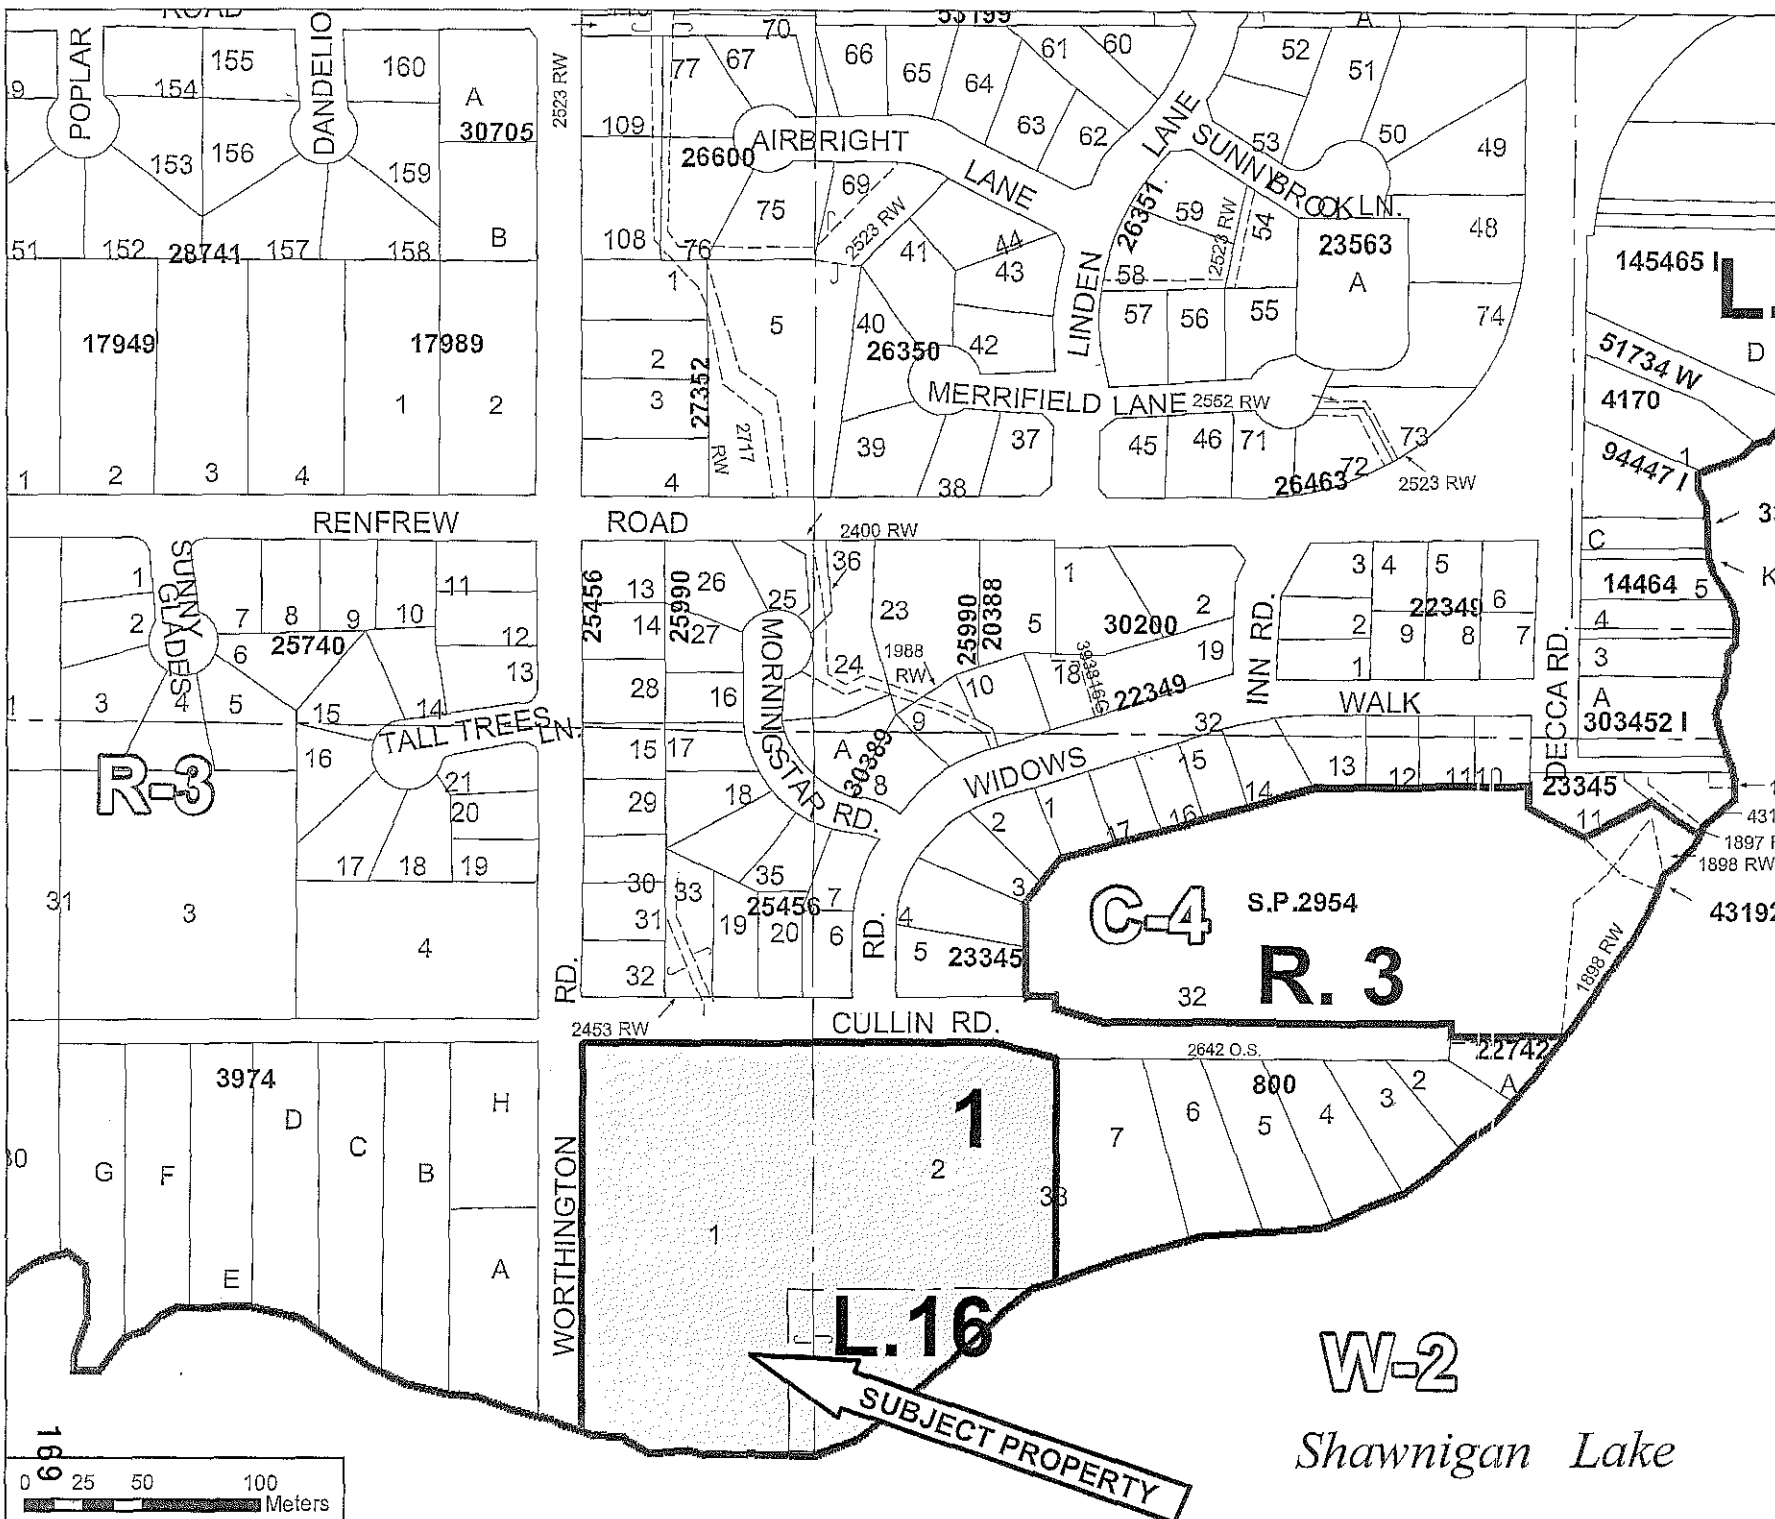 ROAD
53199
A
70
155
160
67
66
65
64
61
60
52
51
77
154
POPLAR
DANDELIO
A
30705
2523 RW
109
AIRBRIGHT
LANE
63
62
LANE
SUNNYBROOK LN.
53
50
49
153
156
159
26600
69
75
2523 RW
41
44
43
26351
59
2523 RW
54
23563
A
48
51
152
28741
157
158
B
108
76
1
J
58
145465 I
L.
17949
17989
5
40
26350
42
LINDEN
57
56
55
74
51734 W
D
2
27352
3
1
2
MERRIFIELD LANE
2552 RW
4170
2717
RW
39
37
45
46
71
72
73
94447 I
1
1
2
3
4
4
38
26463
2523 RW
RENFREW
ROAD
2400 RW
C
SUNNY
GLADES
1
2
7
8
9
10
11
12
13
25740
6
25456
13
25990
26
25
36
14
27
23
25990
20388
1
5
30200
2
3
4
5
22349
6
2
9
8
7
1
14464
5
K
4
3
3
4
5
15
14
28
16
MORNINGSTAR RD.
24
1988
RW
10
18
393816G
22349
19
INN RD.
WALK
DECCA RD.
A
303452 I
TALL TREES
LN.
R-3
16
15
17
A
30389
9
8
WIDOWS
32
15
14
13
12
11
10
23345
21
20
29
18
2
1
17
16
11
1897
1898 RW
17
18
19
30
33
35
25456
7
3
C-4
S.P.2954
43192
31
3
4
31
19
20
6
RD.
4
5
23345
R. 3
32
1898 RW
RD.
32
2453 RW
CULLIN RD.
2642 O.S.
22742
3974
H
D
C
G
F
B
E
A
WORTHINGTON
1
2
1
33
7
6
800
5
4
3
2
A
L.16
SUBJECT PROPERTY
W-2
Shawnigan Lake
169
0 25 50 100
Meters